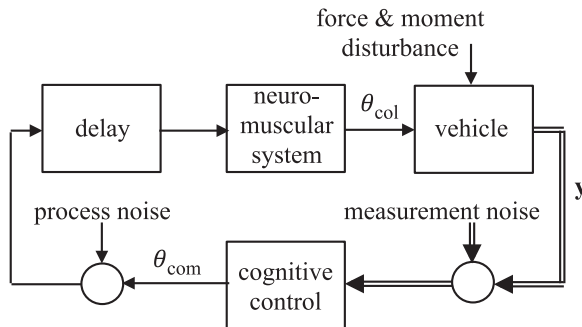 force & moment
disturbance
delay
neuro-
muscular
system
θcol
vehicle
y
process noise
measurement noise
θcom
cognitive
control